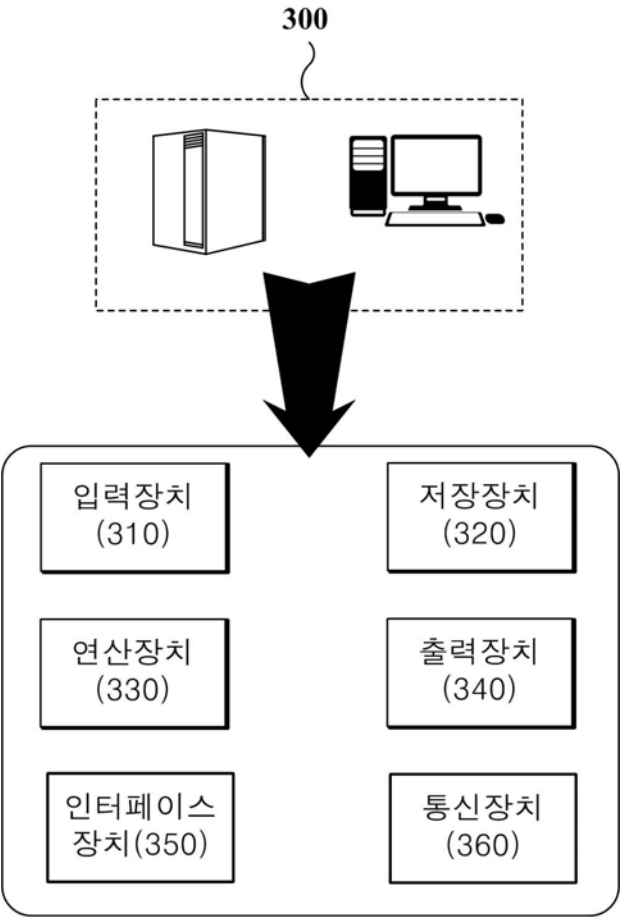 300
입력장치
(310)
저장장치
(320)
연산장치
(330)
출력장치
(340)
인터페이스
장치(350)
통신장치
(360)